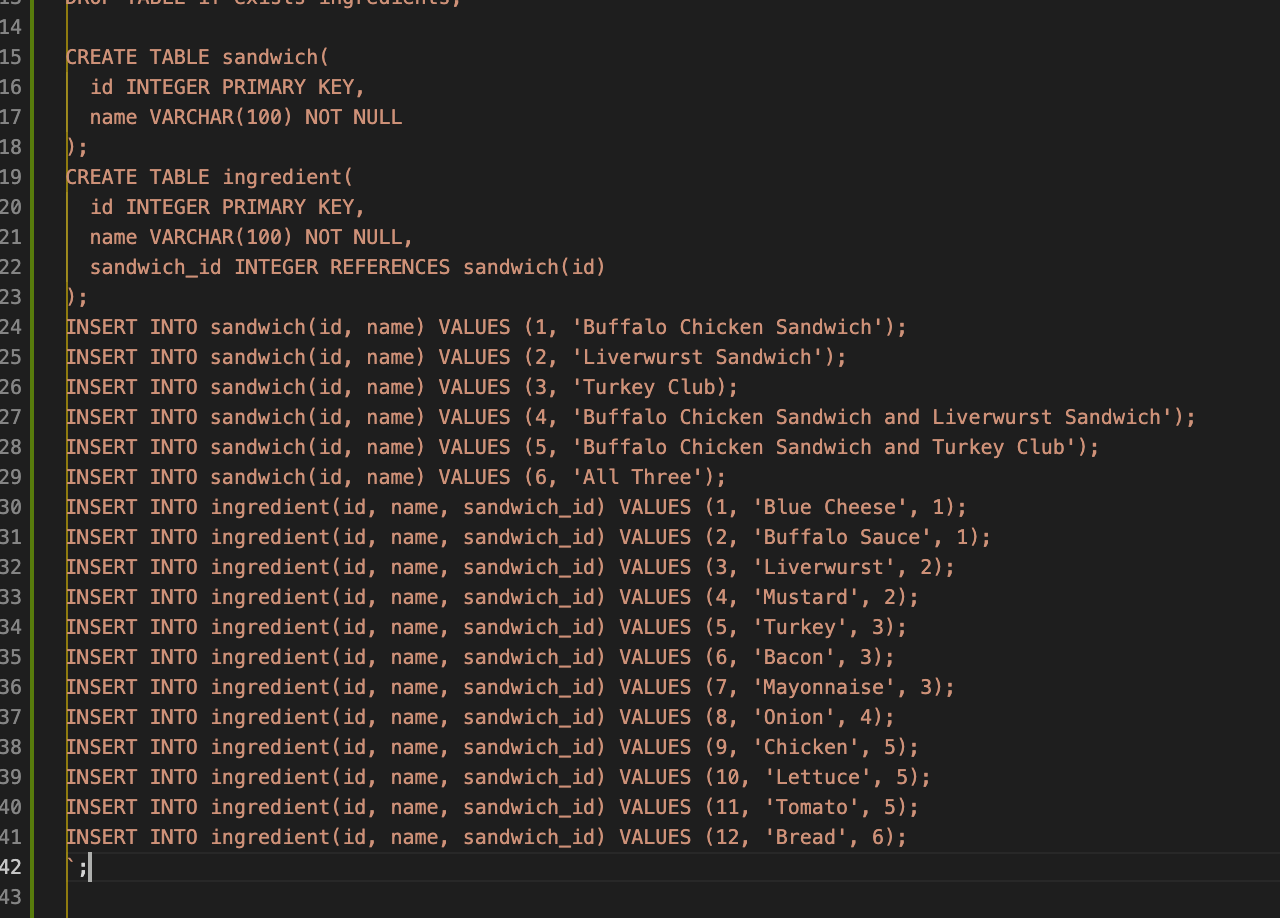 13 DROP TABLE if exists ingredients;
14
15 CREATE TABLE sandwich(
16   id INTEGER PRIMARY KEY,
17   name VARCHAR(100) NOT NULL
18 );
19 CREATE TABLE ingredient(
20   id INTEGER PRIMARY KEY,
21   name VARCHAR(100) NOT NULL,
22   sandwich_id INTEGER REFERENCES sandwich(id)
23 );
24 INSERT INTO sandwich(id, name) VALUES (1, 'Buffalo Chicken Sandwich');
25 INSERT INTO sandwich(id, name) VALUES (2, 'Liverwurst Sandwich');
26 INSERT INTO sandwich(id, name) VALUES (3, 'Turkey Club);
27 INSERT INTO sandwich(id, name) VALUES (4, 'Buffalo Chicken Sandwich and Liverwurst Sandwich');
28 INSERT INTO sandwich(id, name) VALUES (5, 'Buffalo Chicken Sandwich and Turkey Club');
29 INSERT INTO sandwich(id, name) VALUES (6, 'All Three');
30 INSERT INTO ingredient(id, name, sandwich_id) VALUES (1, 'Blue Cheese', 1);
31 INSERT INTO ingredient(id, name, sandwich_id) VALUES (2, 'Buffalo Sauce', 1);
32 INSERT INTO ingredient(id, name, sandwich_id) VALUES (3, 'Liverwurst', 2);
33 INSERT INTO ingredient(id, name, sandwich_id) VALUES (4, 'Mustard', 2);
34 INSERT INTO ingredient(id, name, sandwich_id) VALUES (5, 'Turkey', 3);
35 INSERT INTO ingredient(id, name, sandwich_id) VALUES (6, 'Bacon', 3);
36 INSERT INTO ingredient(id, name, sandwich_id) VALUES (7, 'Mayonnaise', 3);
37 INSERT INTO ingredient(id, name, sandwich_id) VALUES (8, 'Onion', 4);
38 INSERT INTO ingredient(id, name, sandwich_id) VALUES (9, 'Chicken', 5);
39 INSERT INTO ingredient(id, name, sandwich_id) VALUES (10, 'Lettuce', 5);
40 INSERT INTO ingredient(id, name, sandwich_id) VALUES (11, 'Tomato', 5);
41 INSERT INTO ingredient(id, name, sandwich_id) VALUES (12, 'Bread', 6);
42 `;
43